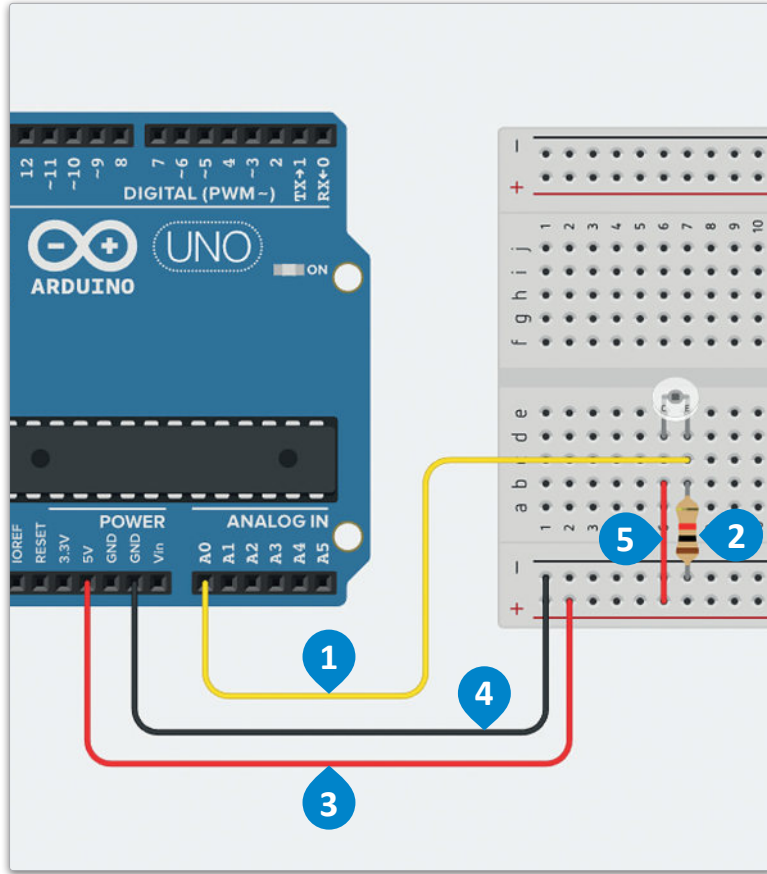 12 ~11 ~10 ~9 8 7 ~6 ~5 4 ~3 2 TX→1 RX←0
DIGITAL (PWM~)
UNO
ARDUINO
ON
POWER
ANALOG IN
IOREF RESET 3.3V 5V GND GND Vin A0 A1 A2 A3 A4 A5
− +
1 2 3 4 5 6 7 8 9 10
j
i
h
g
f
C E
e
d
b
a
1 2 3
− +
5
2
1
4
3